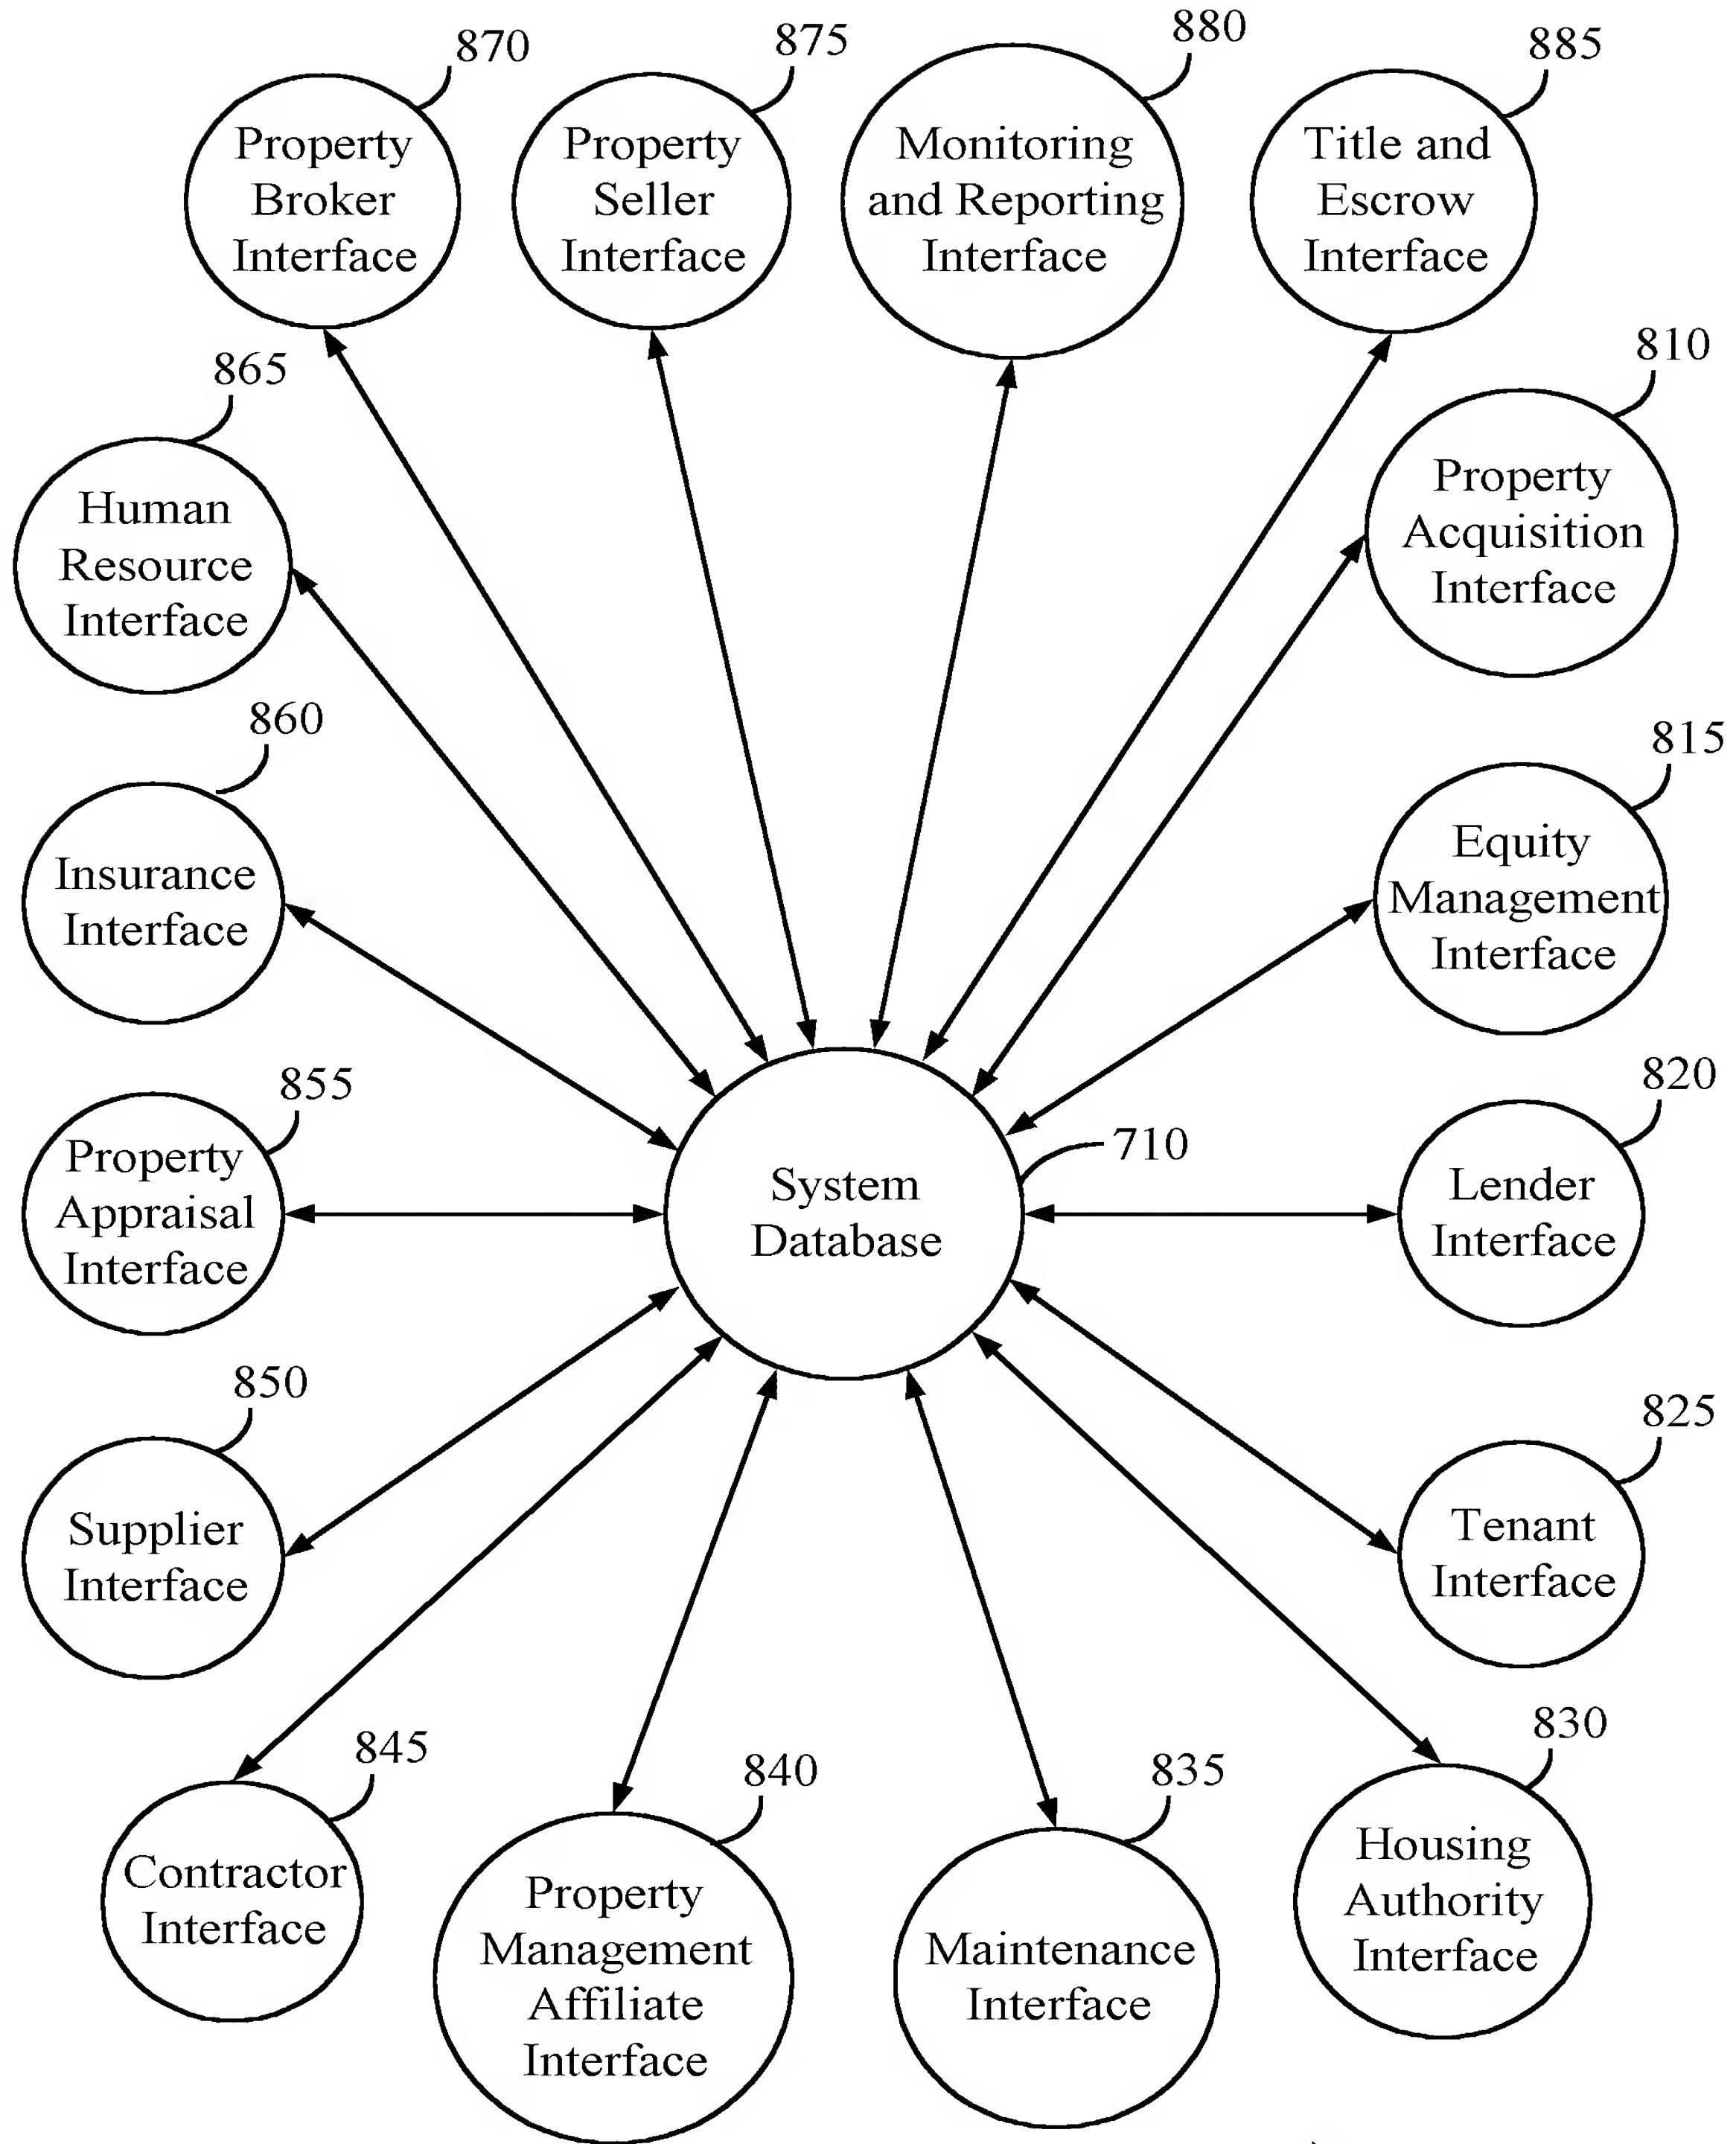 870
875
880
885
Property
Broker
Interface
Property
Seller
Interface
Monitoring
and Reporting
Interface
Title and
Escrow
Interface
865
810
Human
Resource
Interface
Property
Acquisition
Interface
860
815
Insurance
Interface
Equity
Management
Interface
855
820
Property
Appraisal
Interface
710
System
Database
Lender
Interface
850
825
Supplier
Interface
Tenant
Interface
845
840
835
830
Contractor
Interface
Property
Management
Affiliate
Interface
Maintenance
Interface
Housing
Authority
Interface